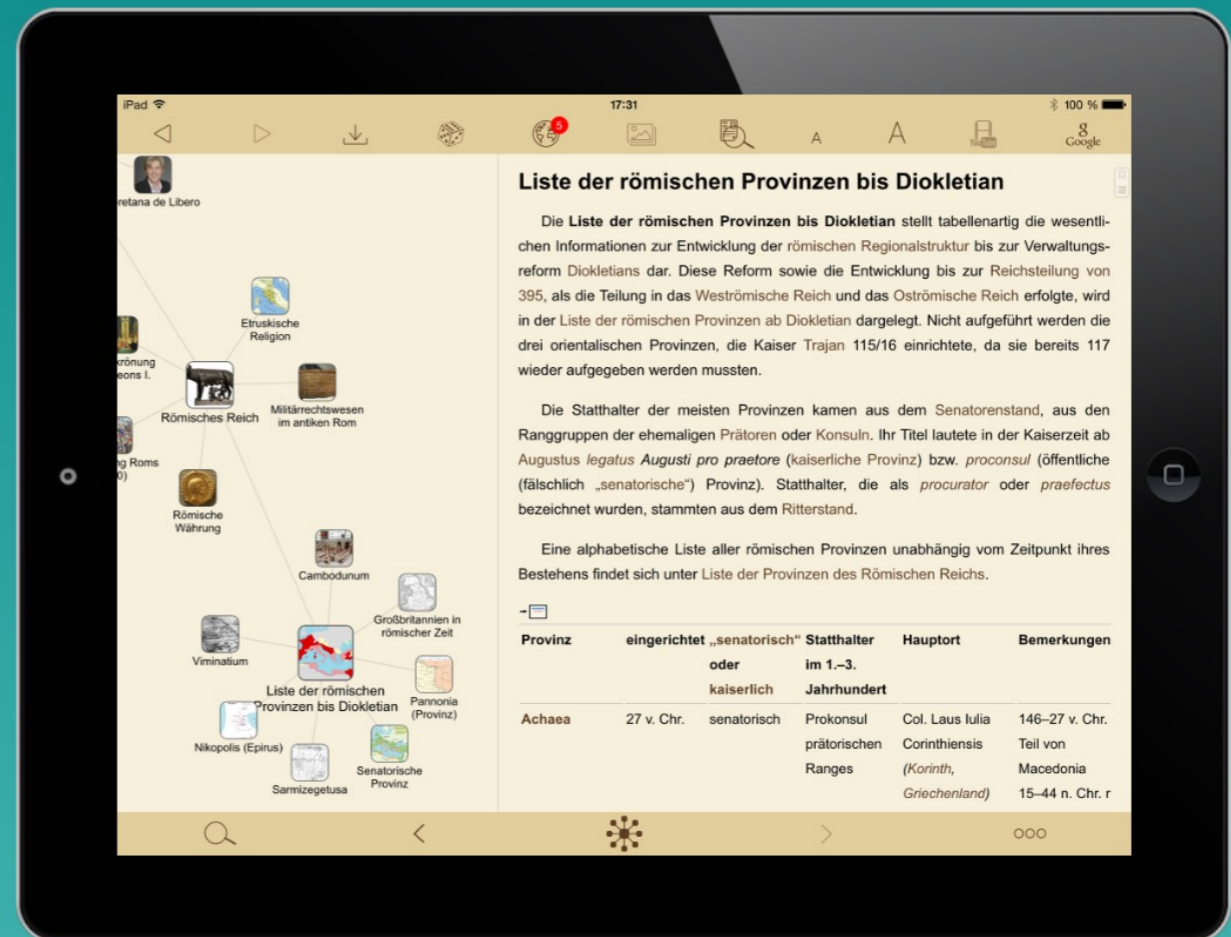 iPad
17:31
100 %
5
A
A
g
Google
retana de Libero
Etruskische
Religion
krönung
eons I.
Römisches Reich
Militärrechtswesen
im antiken Rom
ng Roms
0)
Römische
Währung
Cambodunum
Großbritannien in
römischer Zeit
Viminatium
Liste der römischen
Provinzen bis Diokletian
Pannonia
(Provinz)
Nikopolis (Epirus)
Senatorische
Provinz
Sarmizegetusa
Liste der römischen Provinzen bis Diokletian
Die Liste der römischen Provinzen bis Diokletian stellt tabellenartig die wesentli-
chen Informationen zur Entwicklung der römischen Regionalstruktur bis zur Verwaltungs-
reform Diokletians dar. Diese Reform sowie die Entwicklung bis zur Reichsteilung von
395, als die Teilung in das Weströmische Reich und das Oströmische Reich erfolgte, wird
in der Liste der römischen Provinzen ab Diokletian dargelegt. Nicht aufgeführt werden die
drei orientalischen Provinzen, die Kaiser Trajan 115/16 einrichtete, da sie bereits 117
wieder aufgegeben werden mussten.
Die Statthalter der meisten Provinzen kamen aus dem Senatorenstand, aus den
Ranggruppen der ehemaligen Prätoren oder Konsuln. Ihr Titel lautete in der Kaiserzeit ab
Augustus legatus Augusti pro praetore (kaiserliche Provinz) bzw. proconsul (öffentliche
(fälschlich „senatorische“) Provinz). Statthalter, die als procurator oder praefectus
bezeichnet wurden, stammten aus dem Ritterstand.
Eine alphabetische Liste aller römischen Provinzen unabhängig vom Zeitpunkt ihres
Bestehens findet sich unter Liste der Provinzen des Römischen Reichs.
Provinz eingerichtet „senatorisch“ Statthalter Hauptort Bemerkungen
oder im 1.–3.
kaiserlich Jahrhundert
Achaea 27 v. Chr. senatorisch Prokonsul Col. Laus Iulia 146–27 v. Chr.
prätorischen Corinthiensis Teil von
Ranges (Korinth, Macedonia
Griechenland) 15–44 n. Chr. r